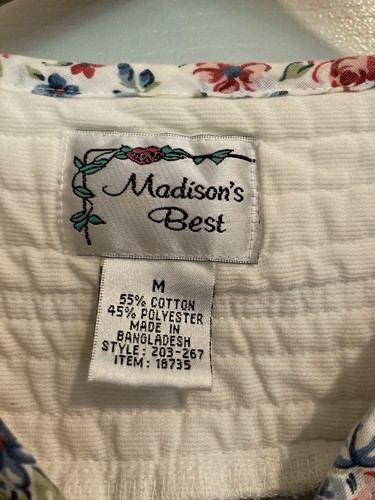 Madison's
Best
M
55% COTTON
45% POLYESTER
MADE IN
BANGLADESH
STYLE: 203-267
ITEM: 18735